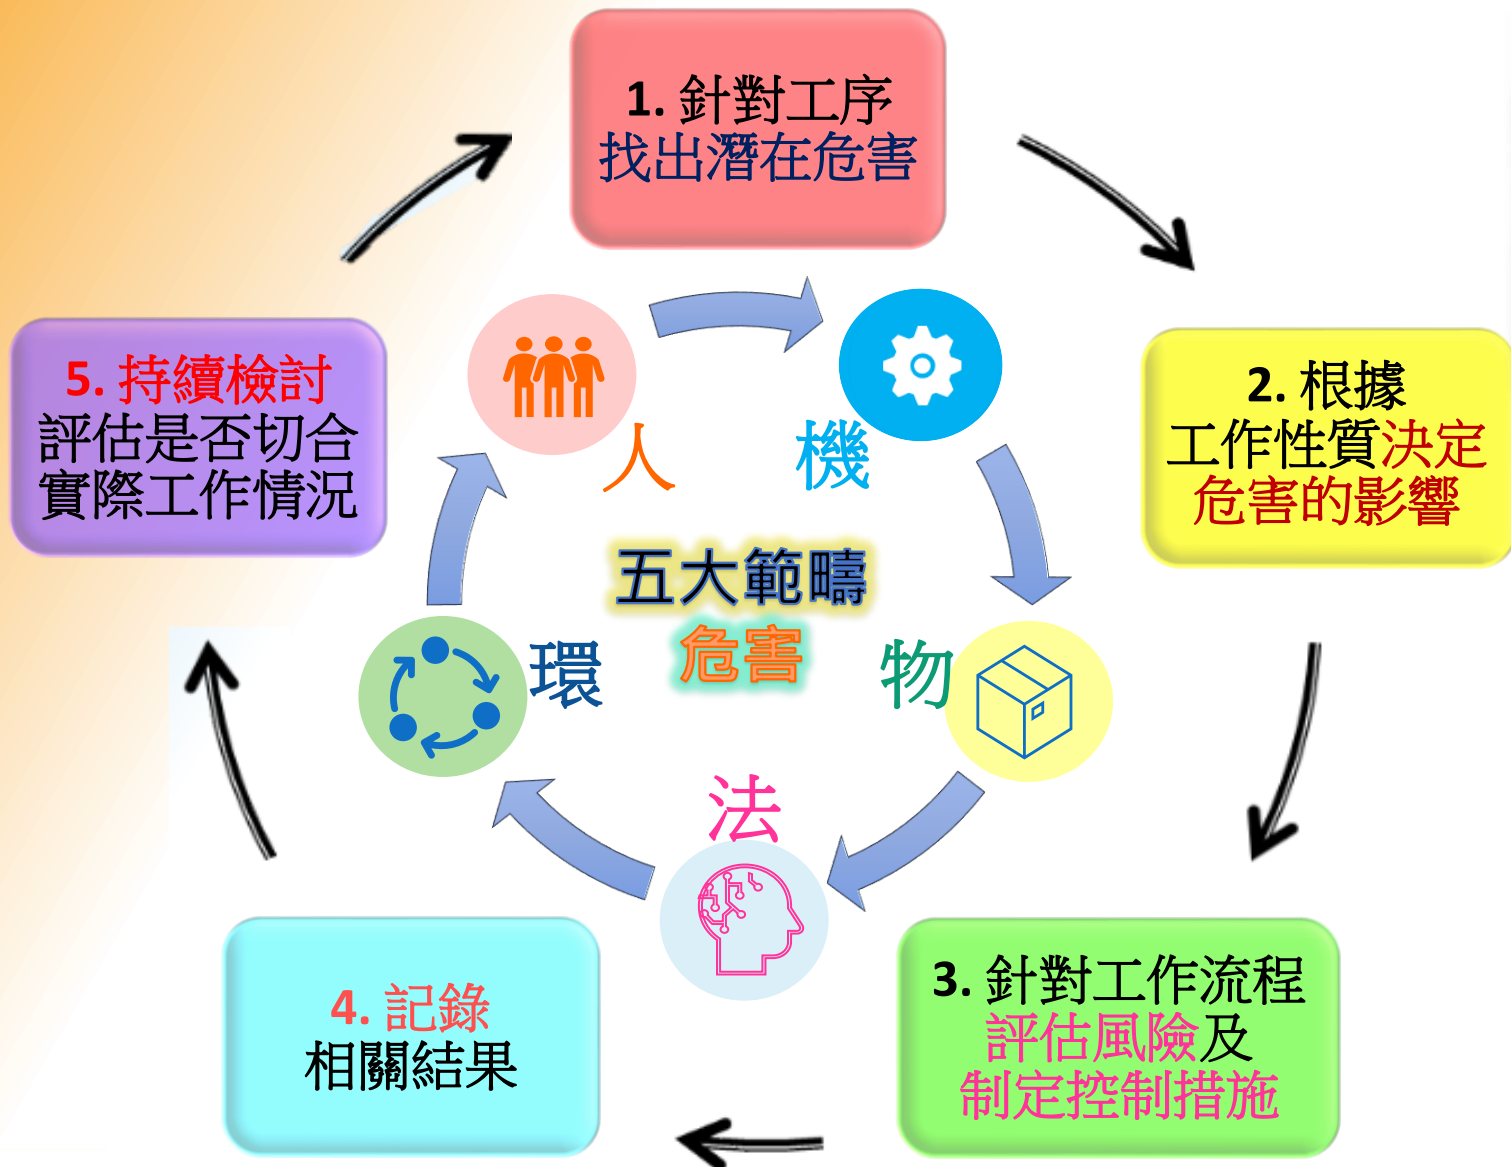 1. 針對工序
找出潛在危害
2. 根據
工作性質決定
危害的影響
3. 針對工作流程
評估風險及
制定控制措施
4. 記錄
相關結果
5. 持續檢討
評估是否切合
實際工作情況
人
機
物
法
環
五大範疇
危害